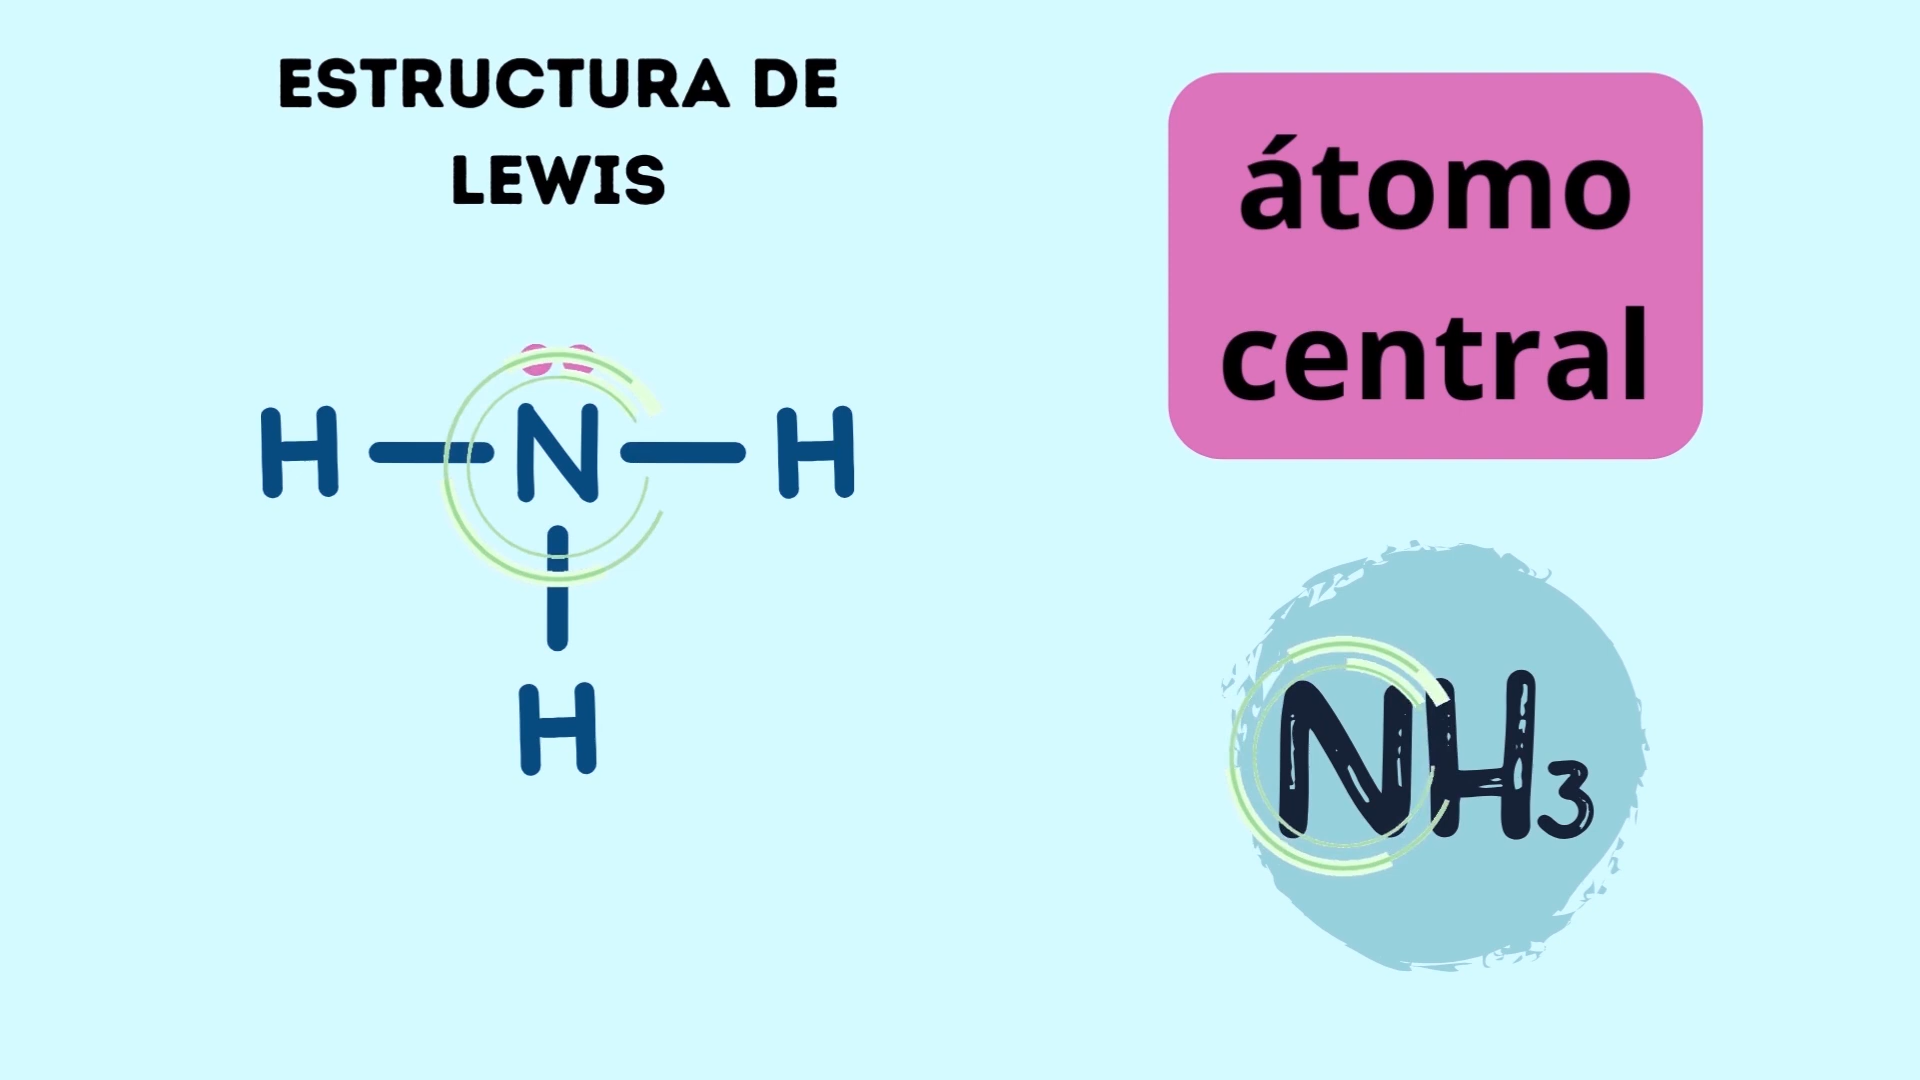 ESTRUCTURA DE
LEWIS
átomo
central
H — N — H
|
H
NH₃